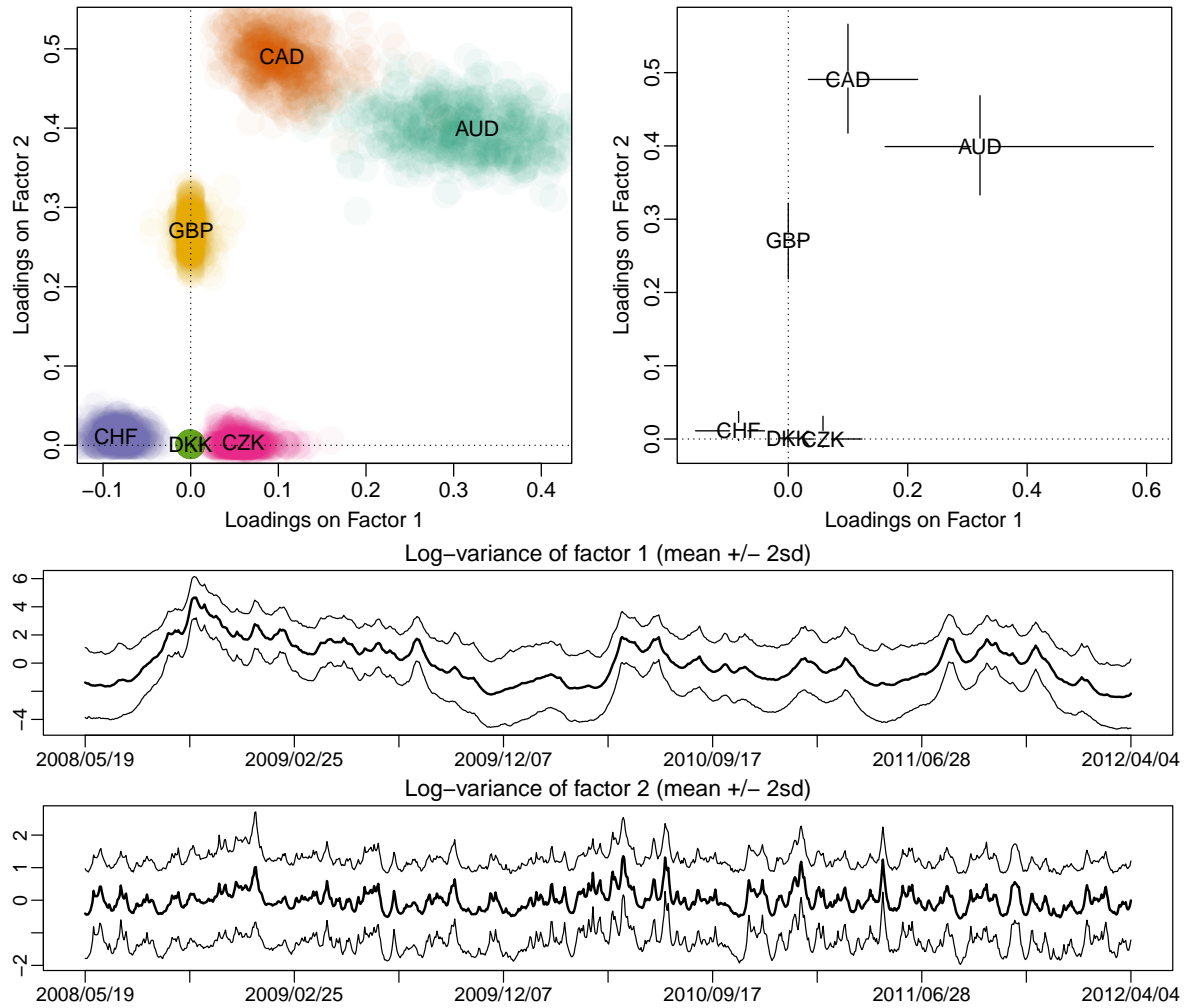 CAD
AUD
GBP
CHF
DKK
CZK
Loadings on Factor 2
0.0
0.1
0.2
0.3
0.4
0.5
−0.1 0.0 0.1 0.2 0.3 0.4
Loadings on Factor 1
CAD
AUD
GBP
CHF
DKK
CZK
Loadings on Factor 2
0.0
0.1
0.2
0.3
0.4
0.5
0.0 0.2 0.4 0.6
Loadings on Factor 1
Log−variance of factor 1 (mean +/− 2sd)
6
4
2
0
−4
2008/05/19 2009/02/25 2009/12/07 2010/09/17 2011/06/28 2012/04/04
Log−variance of factor 2 (mean +/− 2sd)
2
1
0
−2
2008/05/19 2009/02/25 2009/12/07 2010/09/17 2011/06/28 2012/04/04